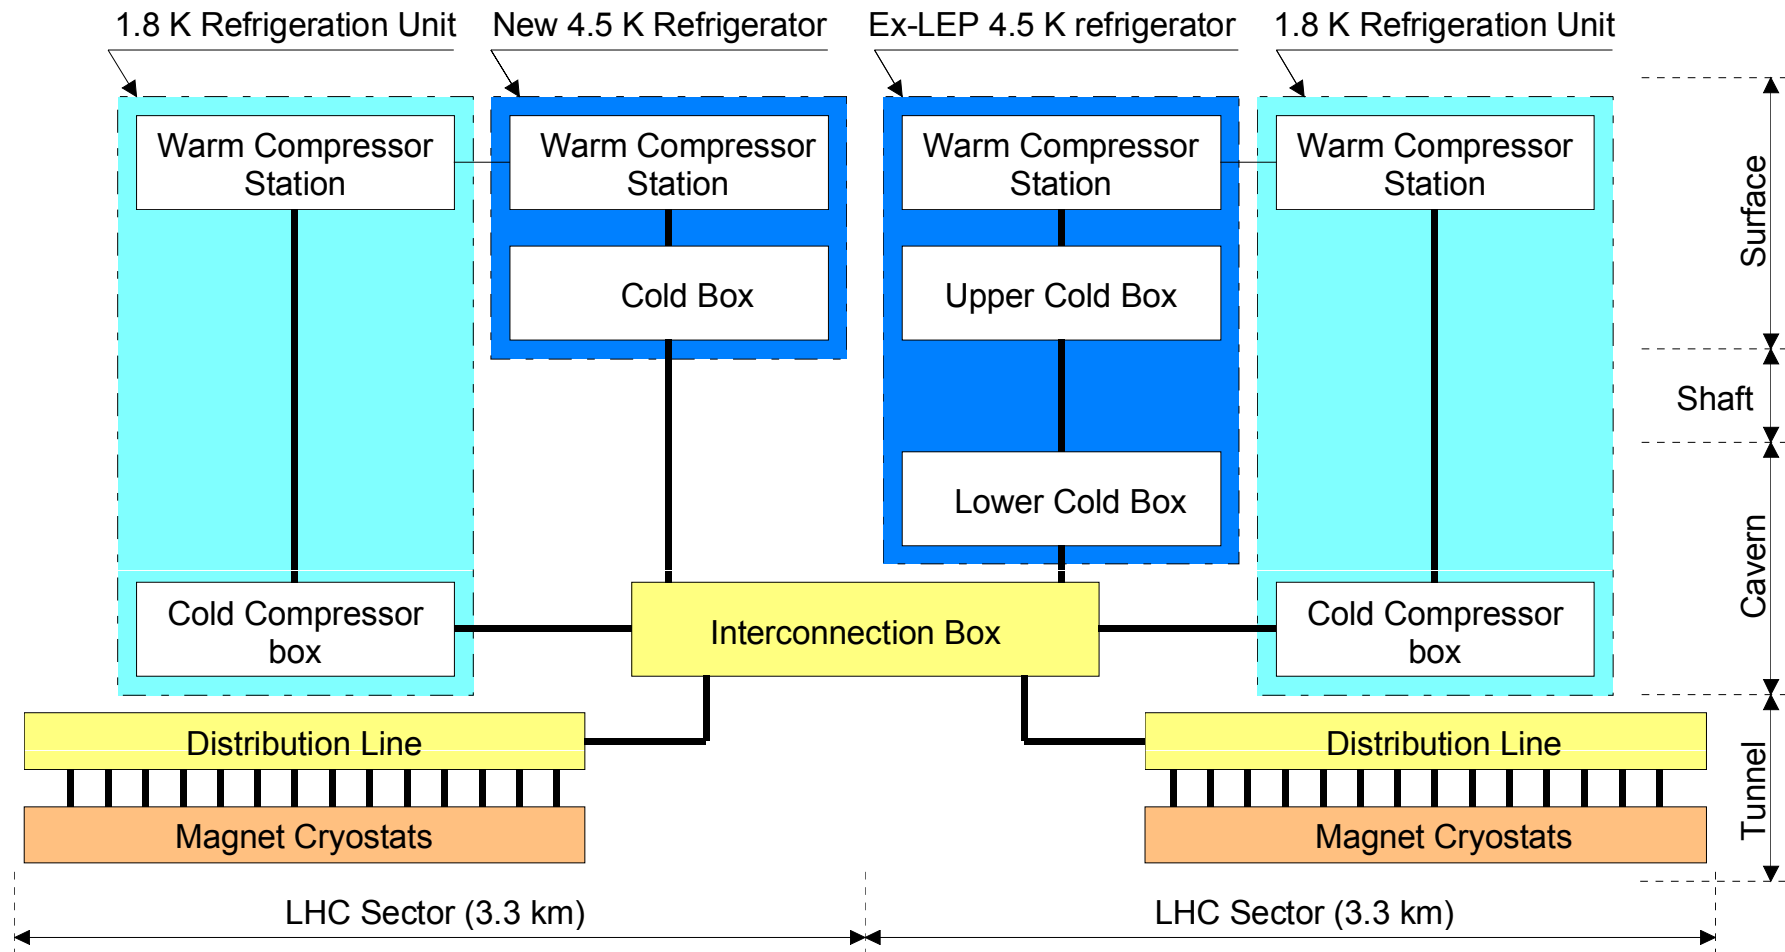 1.8 K Refrigeration Unit
New 4.5 K Refrigerator
Ex-LEP 4.5 K refrigerator
1.8 K Refrigeration Unit
Warm Compressor
Station
Warm Compressor
Station
Warm Compressor
Station
Warm Compressor
Station
Surface
Cold Box
Upper Cold Box
Shaft
Lower Cold Box
Cavern
Cold Compressor
box
Interconnection Box
Cold Compressor
box
Distribution Line
Distribution Line
Tunnel
Magnet Cryostats
Magnet Cryostats
LHC Sector (3.3 km)
LHC Sector (3.3 km)